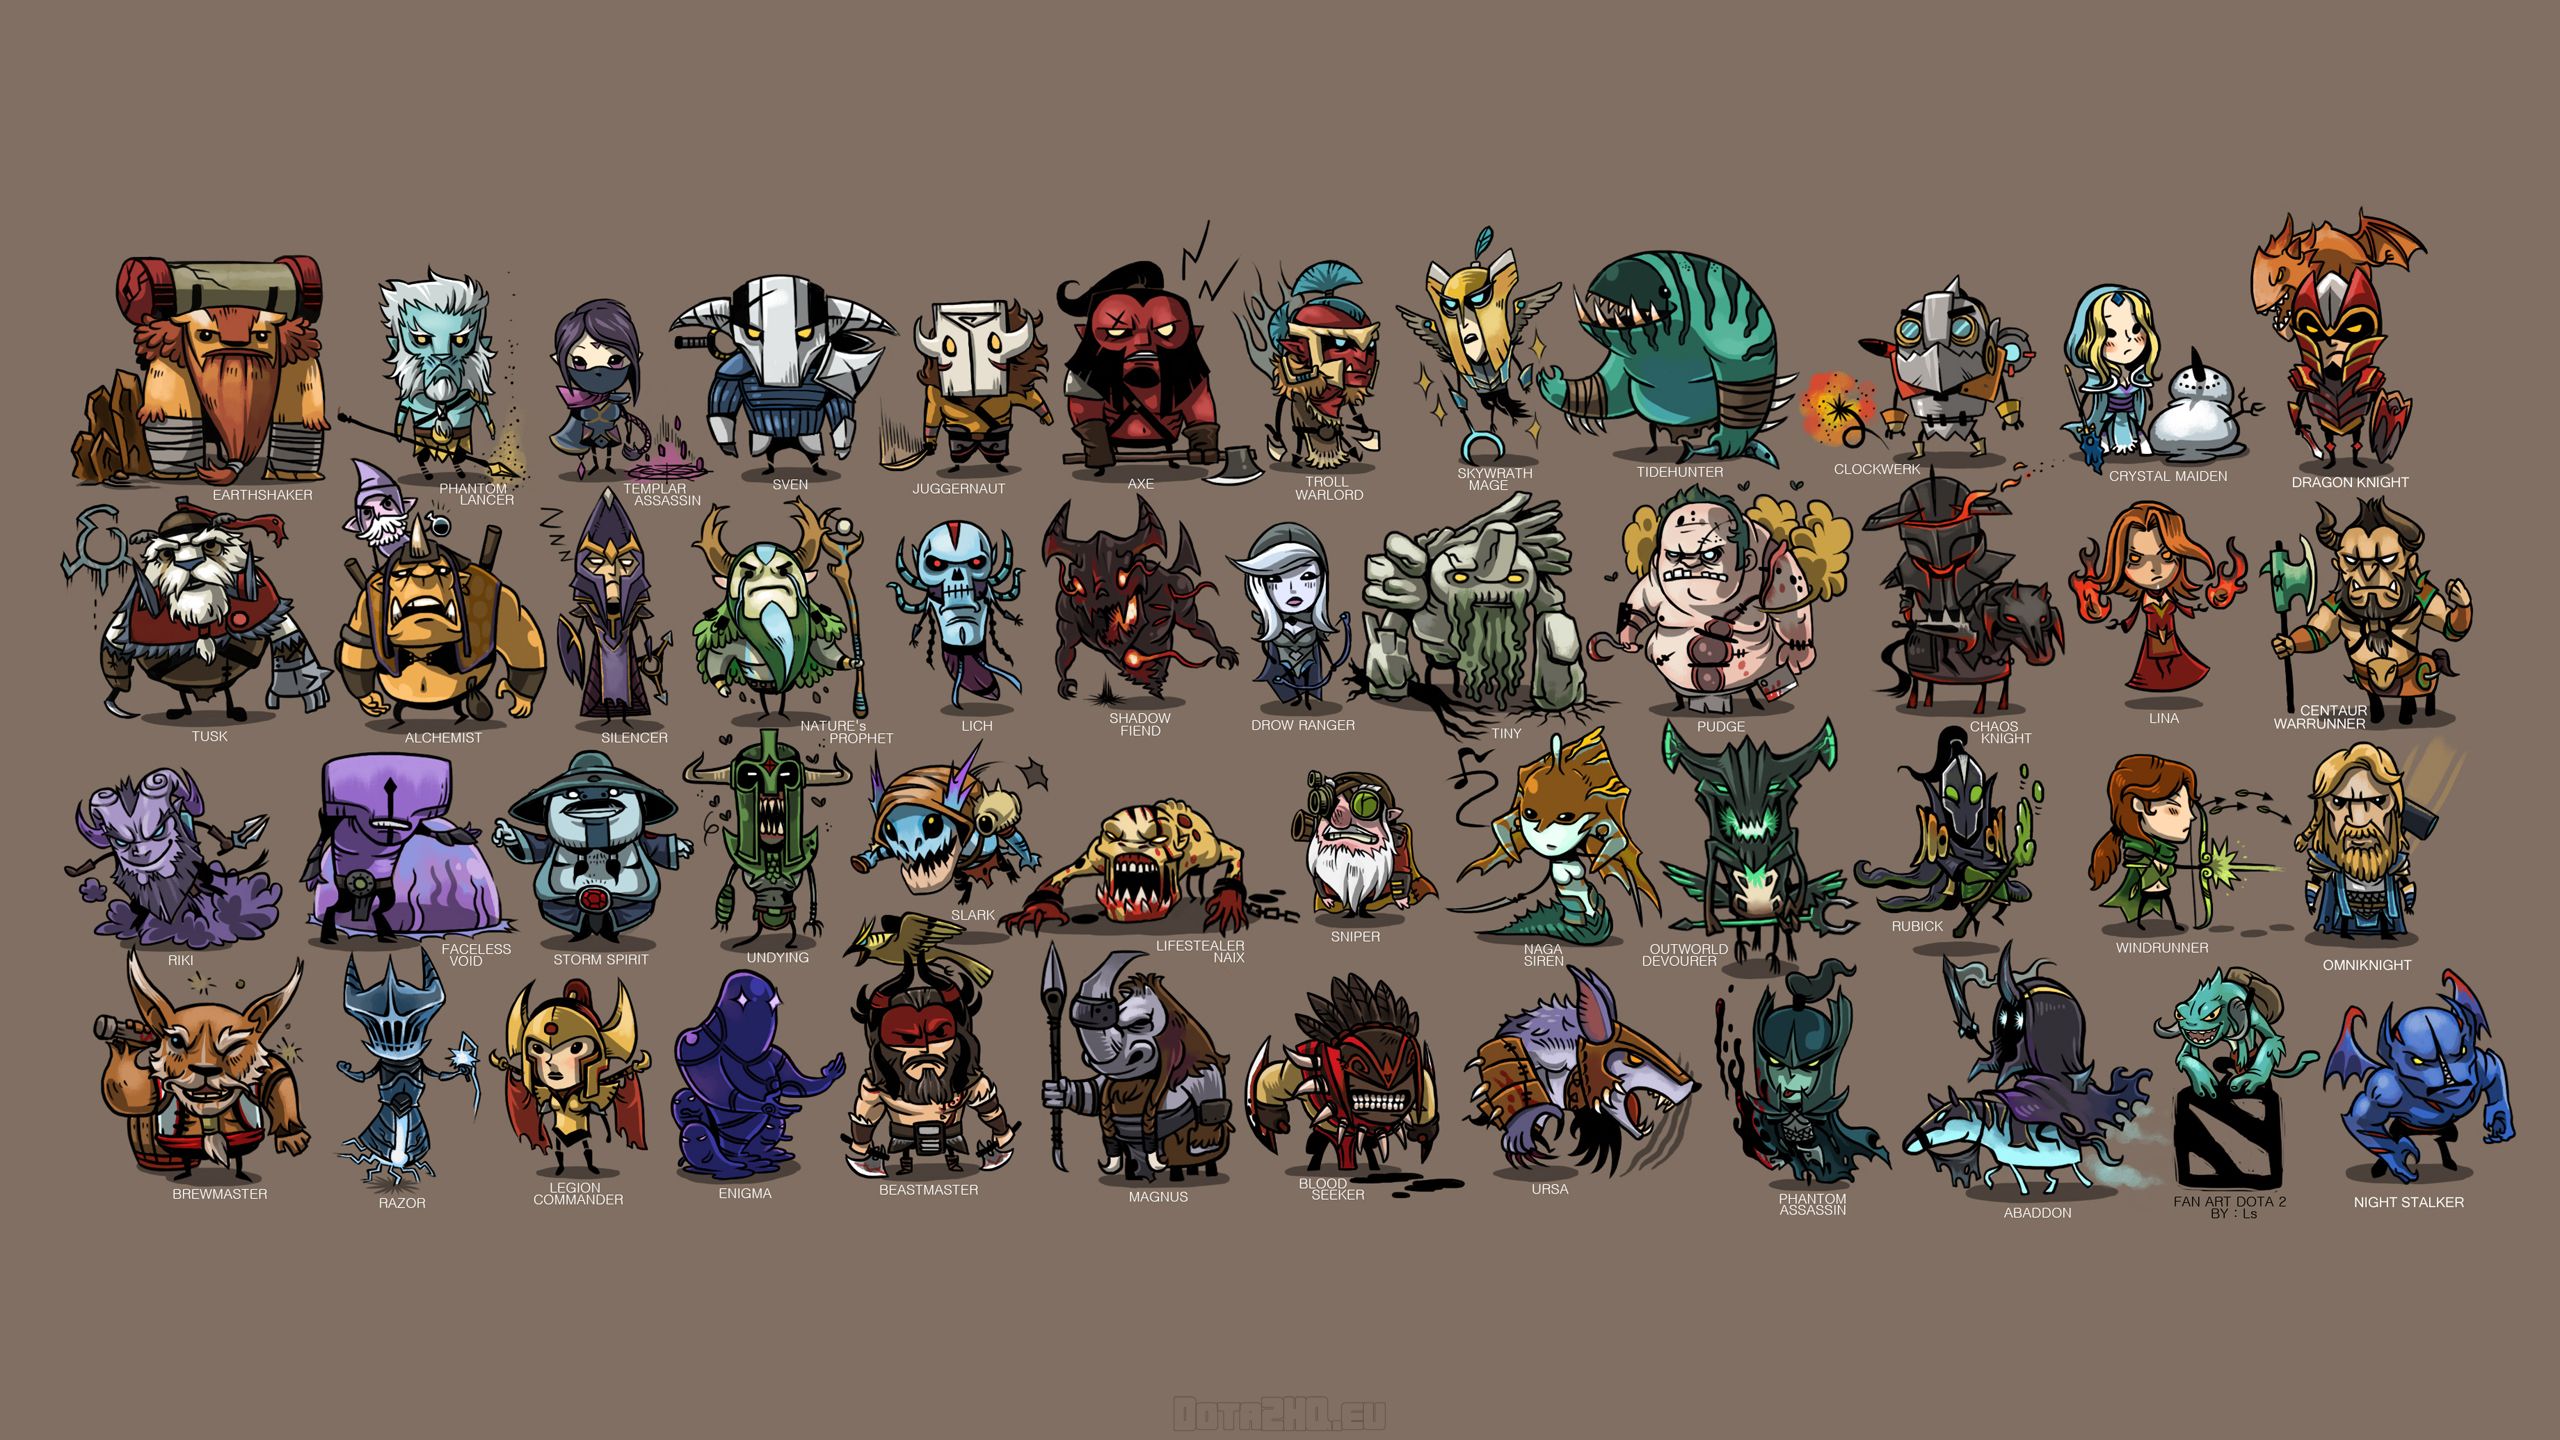 EARTHSHAKER
PHANTOM
LANCER
TEMPLAR
ASSASSIN
SVEN
JUGGERNAUT
AXE
TROLL
WARLORD
SKYWRATH
MAGE
TIDEHUNTER
CLOCKWERK
CRYSTAL MAIDEN
DRAGON KNIGHT
TUSK
ALCHEMIST
SILENCER
NATURE's
PROPHET
LICH
SHADOW
FIEND
DROW RANGER
TINY
PUDGE
CHAOS
KNIGHT
LINA
CENTAUR
WARRUNNER
RIKI
FACELESS
VOID
STORM SPIRIT
UNDYING
SLARK
LIFESTEALER
NAIX
SNIPER
NAGA
SIREN
OUTWORLD
DEVOURER
RUBICK
WINDRUNNER
OMNIKNIGHT
BREWMASTER
RAZOR
LEGION
COMMANDER
ENIGMA
BEASTMASTER
MAGNUS
BLOOD
SEEKER
URSA
PHANTOM
ASSASSIN
ABADDON
FAN ART DOTA 2
BY : Ls
NIGHT STALKER
Dota2HQ.eu